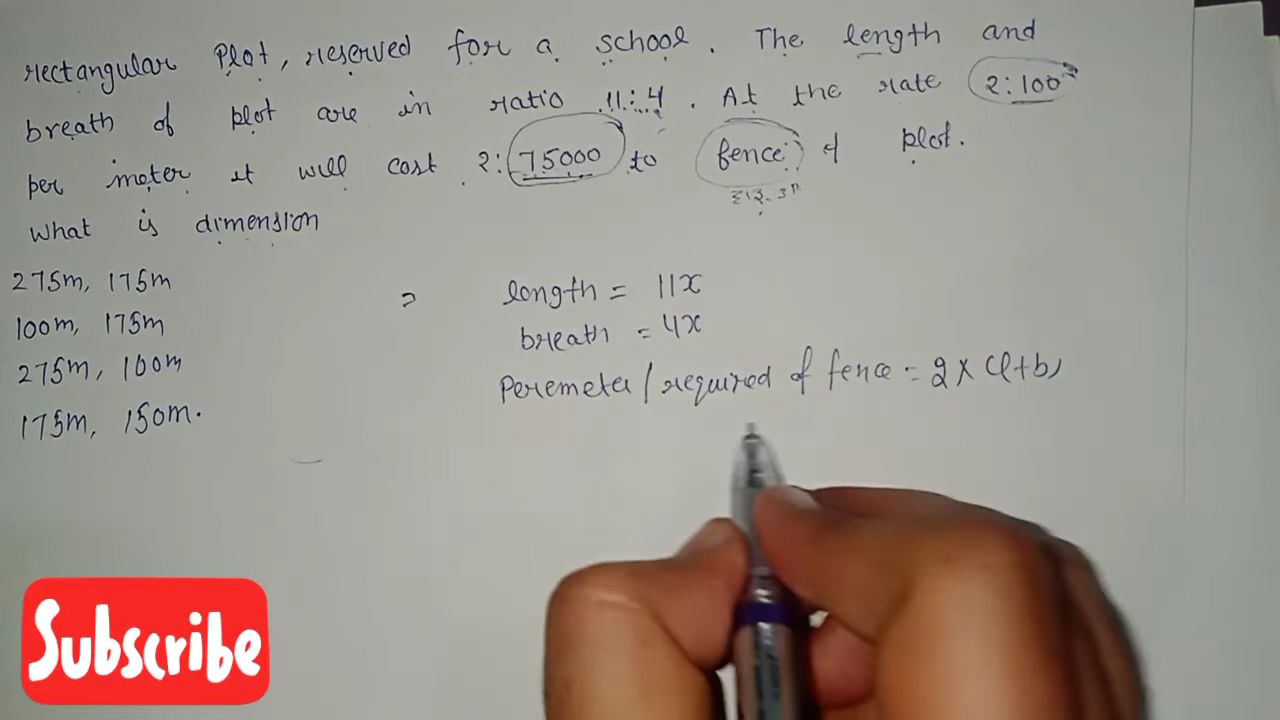 rectangular Plot, reserved for a school. The length and
breath of plot are in ratio 11:4. At the rate २:100
per meter it will cost २:75000 to fence of plot.
What is dimension
275m, 175m
100m, 175m
275m, 100m
175m, 150m.
= length = 11x
breath = 4x
Peremeter / required of fence = 2 x (l+b)
Subscribe